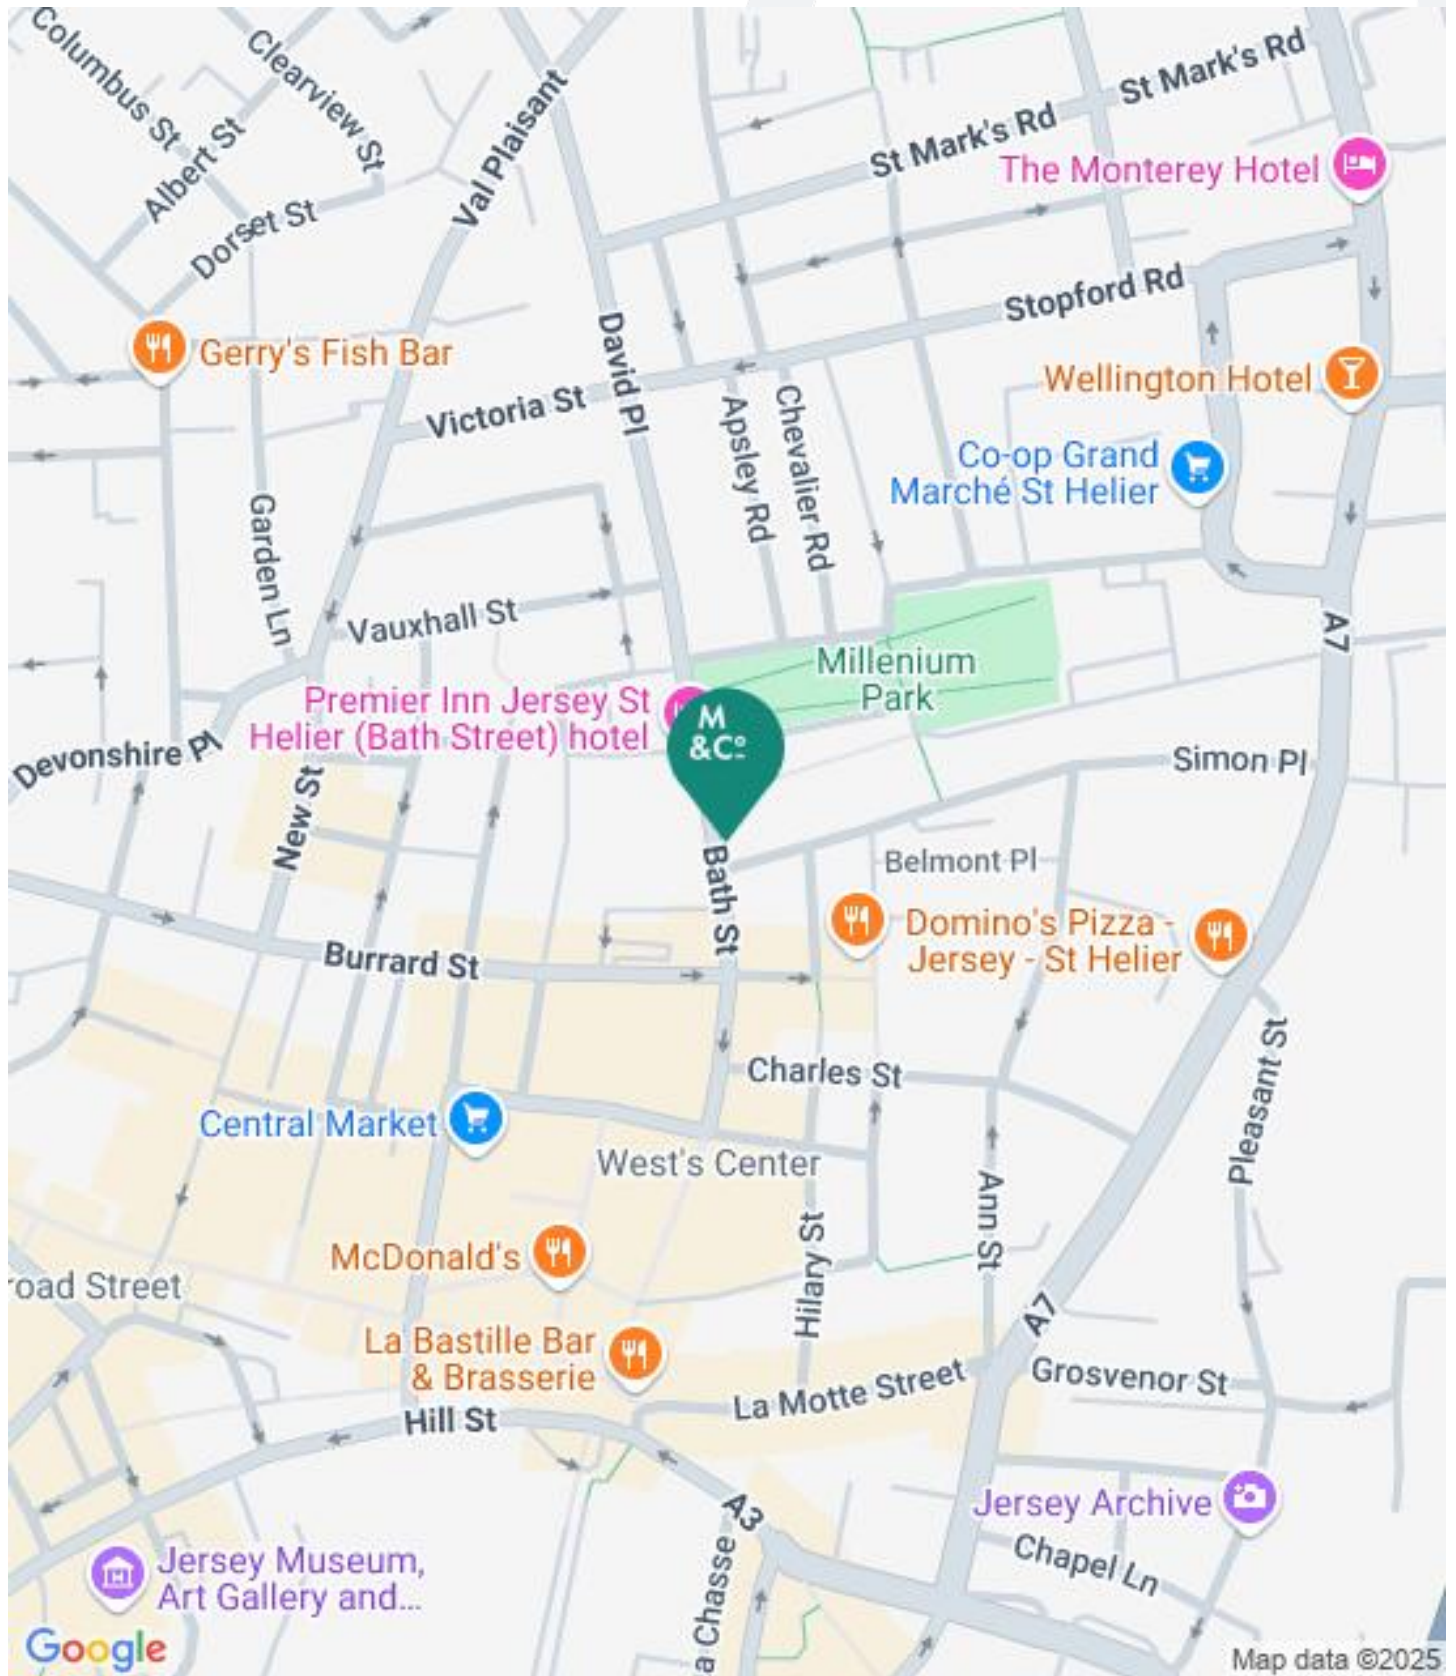 Columbus St
Clearview St
Albert St
Dorset St
Val Plaisant
St Mark's Rd
St Mark's Rd
The Monterey Hotel
Stopford Rd
David Pl
Gerry's Fish Bar
Victoria St
Apsley Rd
Chevalier Rd
Wellington Hotel
Co-op Grand
Marché St Helier
Garden Ln
Vauxhall St
A7
Millenium
Park
Premier Inn Jersey St
Helier (Bath Street) hotel
M
&Cº
Devonshire Pl
New St
Simon Pl
Bath St
Belmont Pl
Domino's Pizza -
Jersey - St Helier
Burrard St
Charles St
Pleasant St
Central Market
West's Center
Ann St
Hilary St
McDonald's
road Street
A7
La Bastille Bar
& Brasserie
La Motte Street
Grosvenor St
Hill St
A3
Jersey Archive
Chapel Ln
a Chasse
Jersey Museum,
Art Gallery and...
Google
Map data ©2025